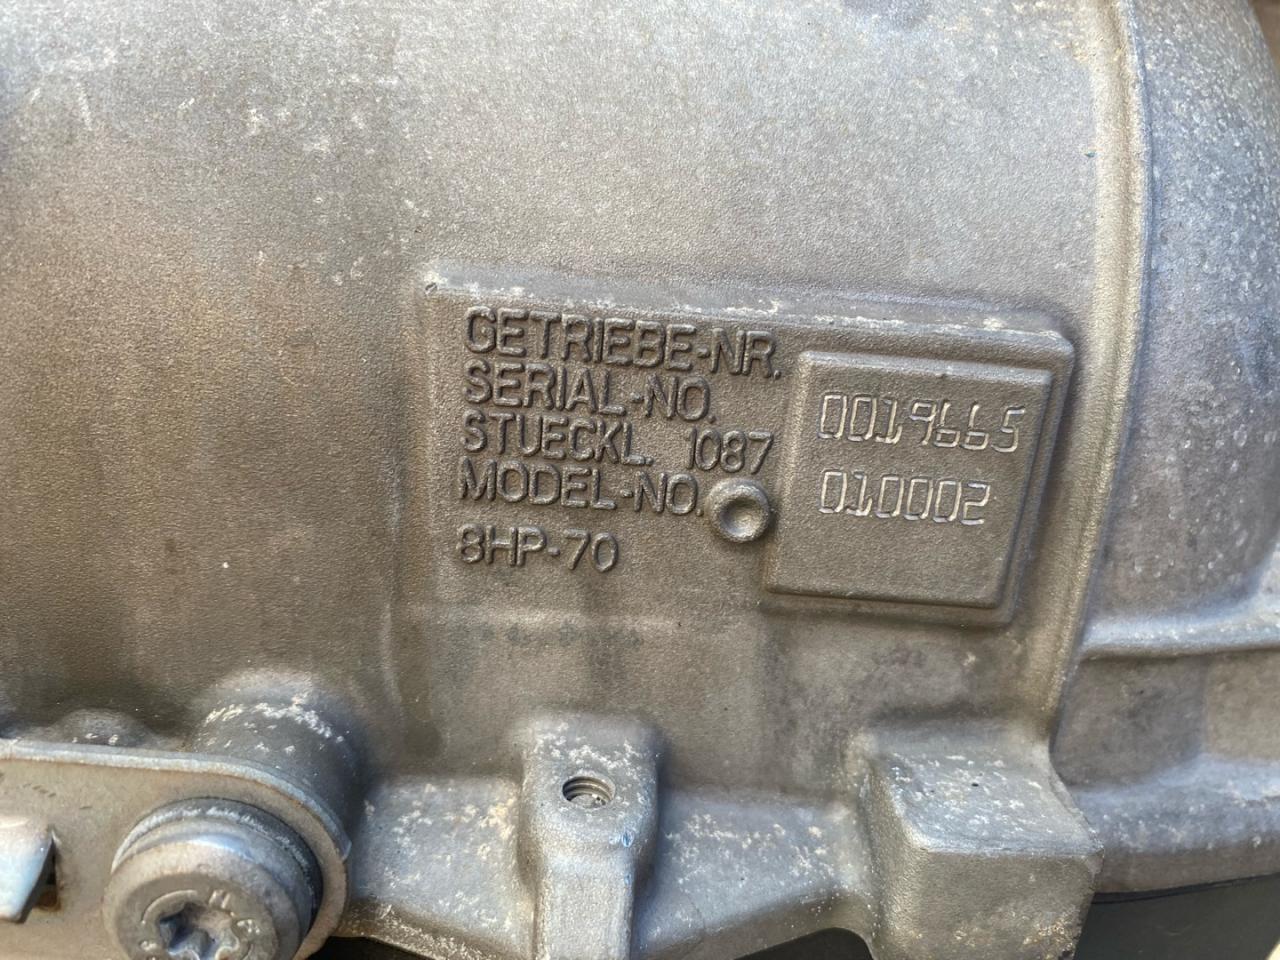 GETRIEBE-NR.
SERIAL-NO. 0019665
STUECKL. 1087
MODEL-NO. 010002
8HP-70